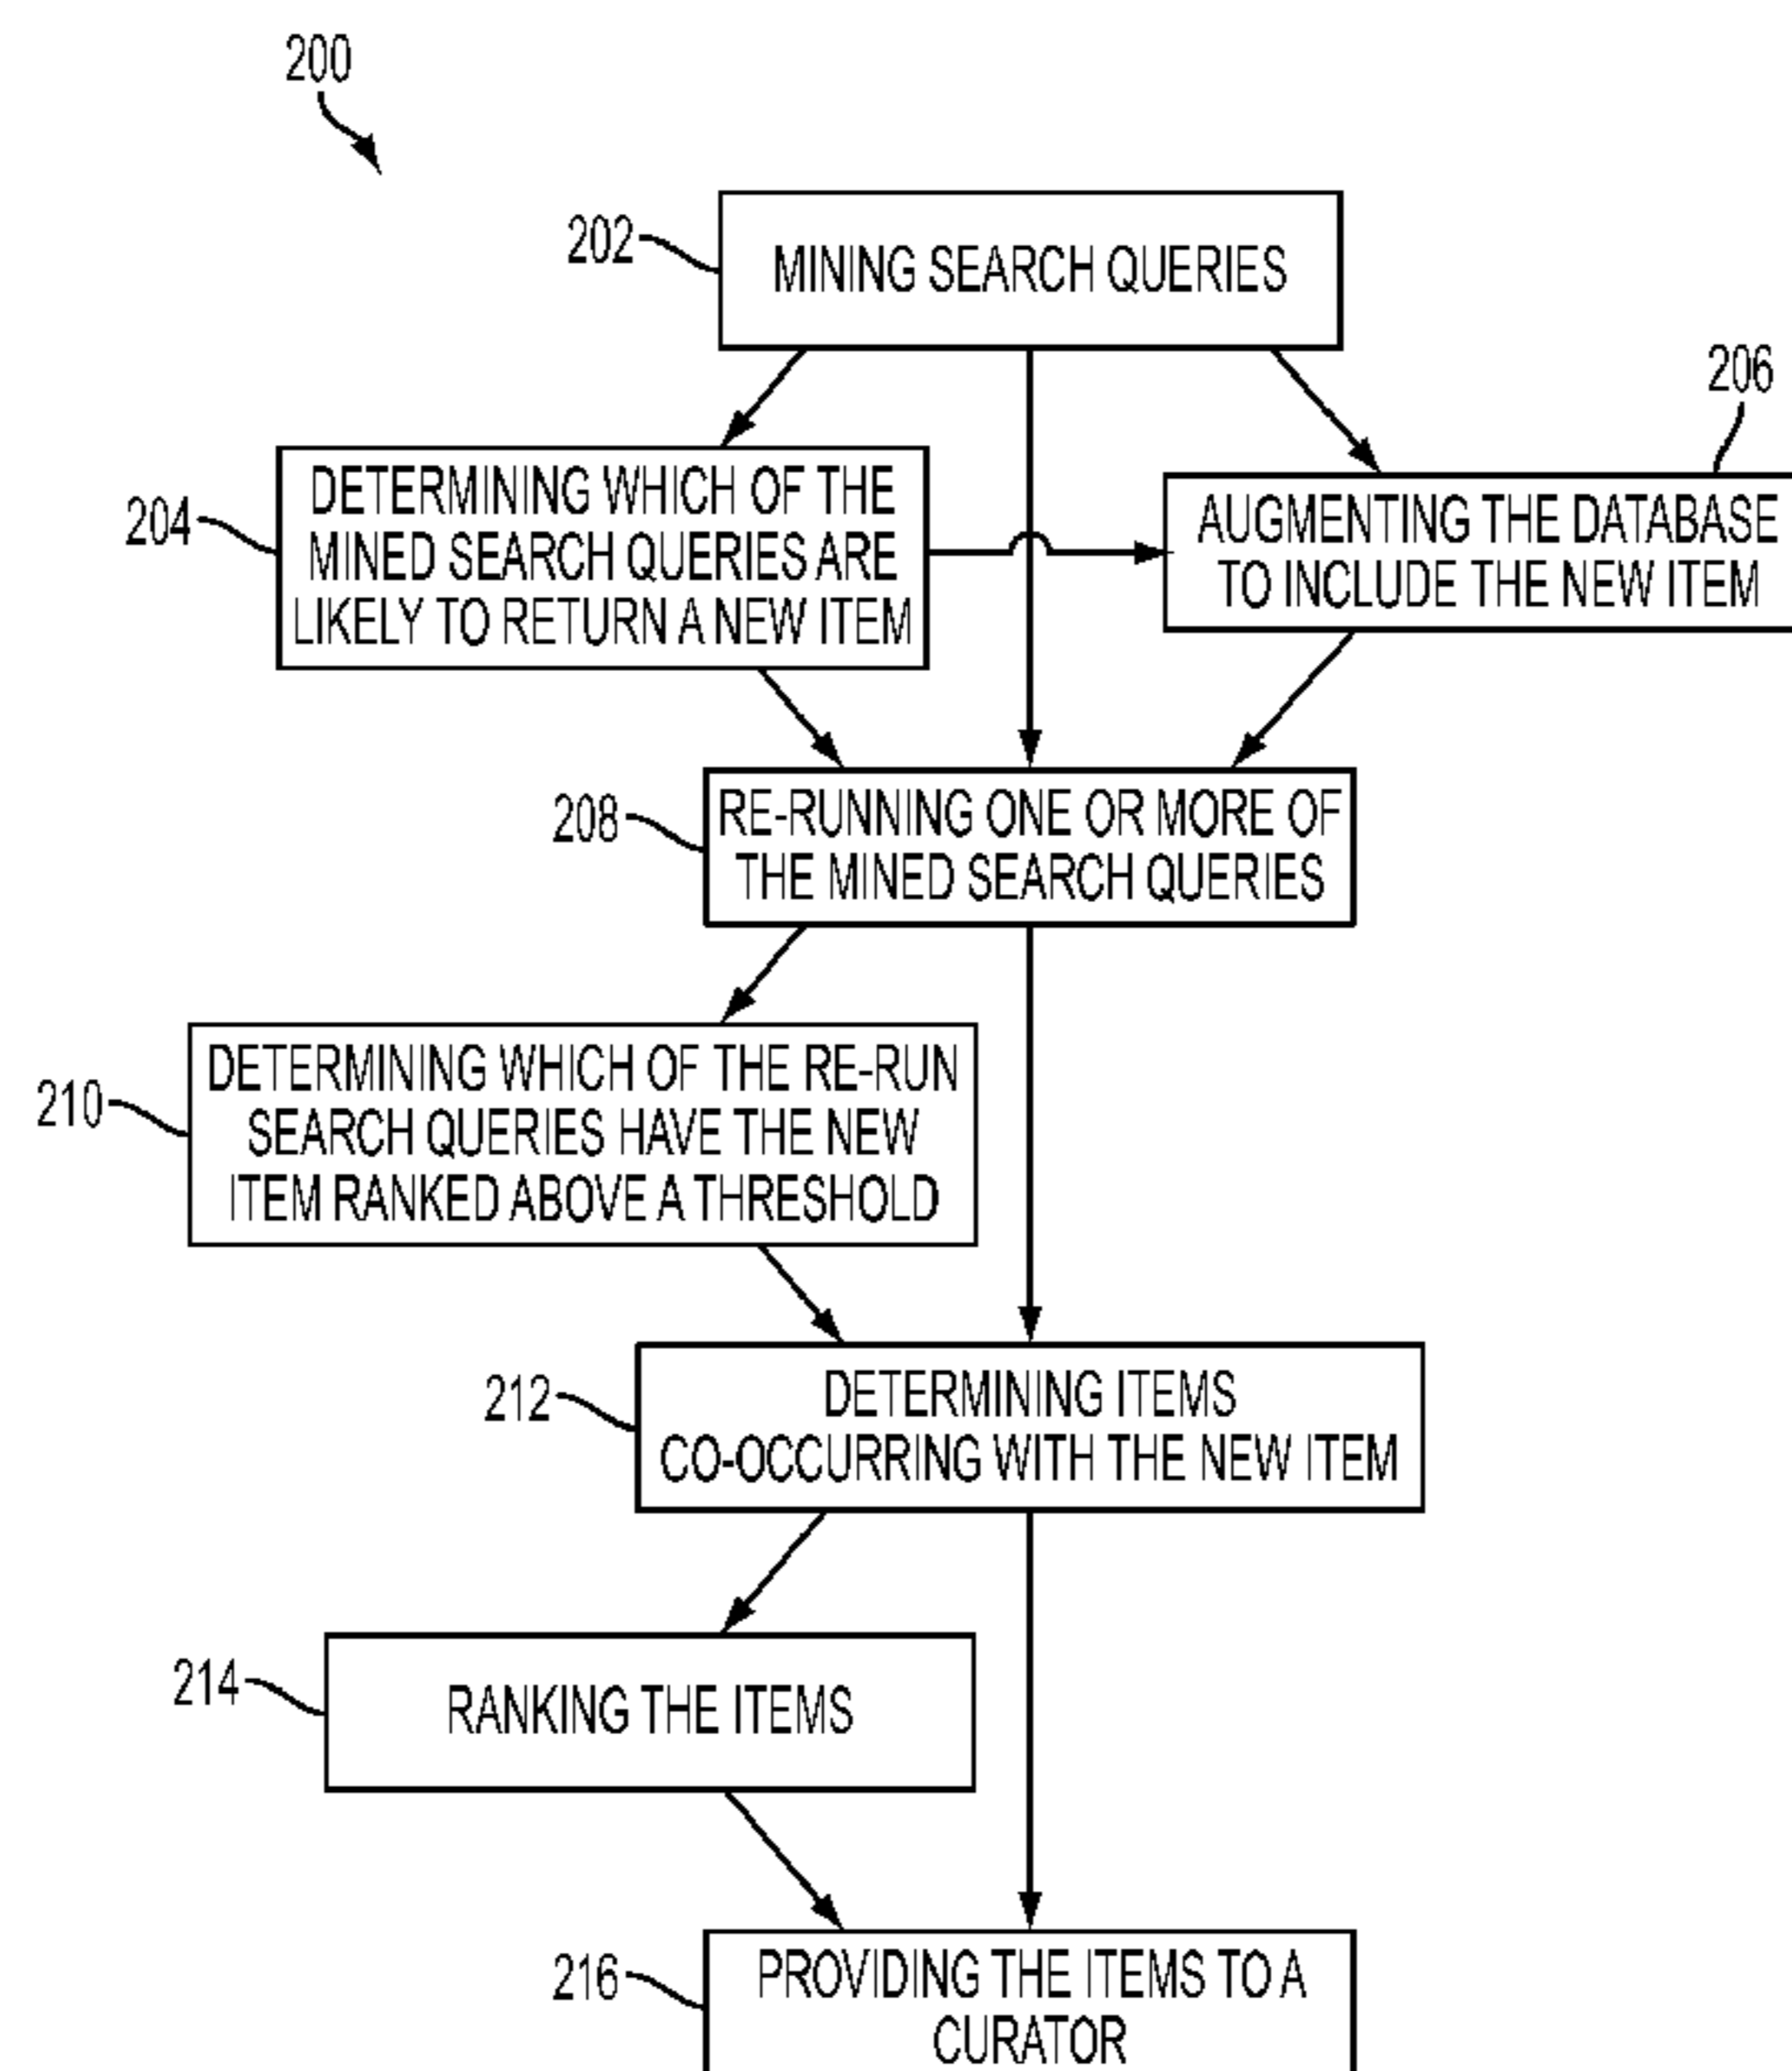 200
202
MINING SEARCH QUERIES
206
204
DETERMINING WHICH OF THE
MINED SEARCH QUERIES ARE
LIKELY TO RETURN A NEW ITEM
AUGMENTING THE DATABASE
TO INCLUDE THE NEW ITEM
208
RE-RUNNING ONE OR MORE OF
THE MINED SEARCH QUERIES
210
DETERMINING WHICH OF THE RE-RUN
SEARCH QUERIES HAVE THE NEW
ITEM RANKED ABOVE A THRESHOLD
212
DETERMINING ITEMS
CO-OCCURRING WITH THE NEW ITEM
214
RANKING THE ITEMS
216
PROVIDING THE ITEMS TO A
CURATOR